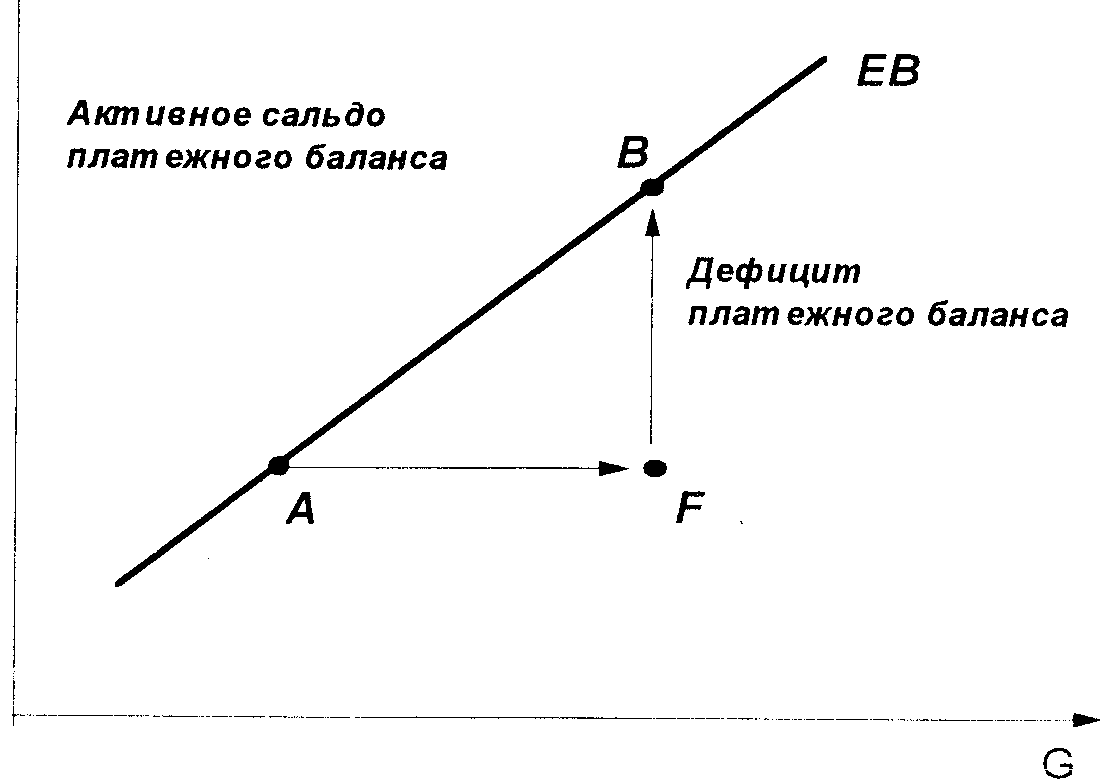 EB
Активное сальдо
платежного баланса
B
Дефицит
платежного баланса
A
F
G